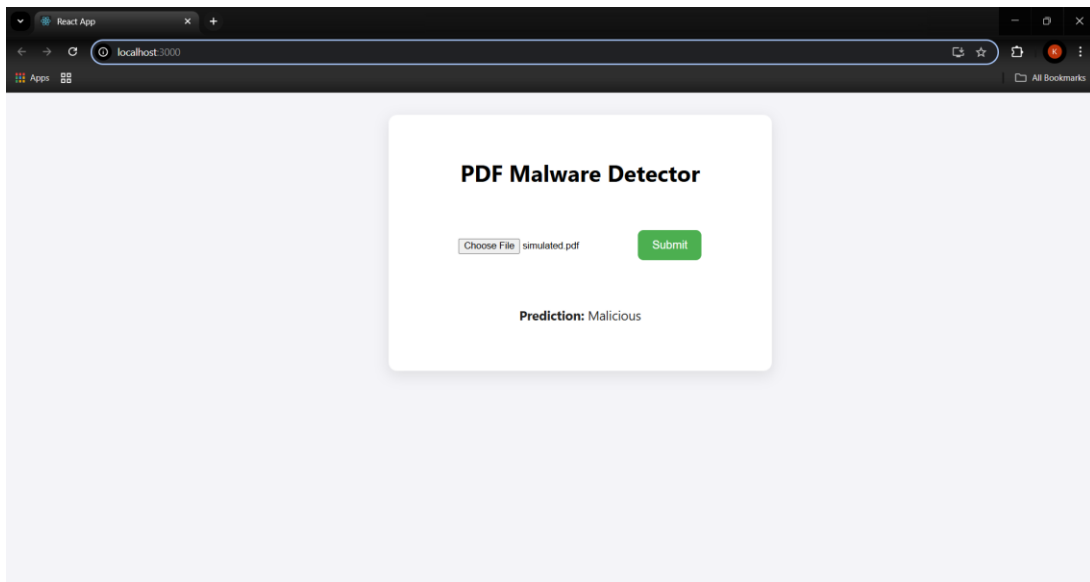 React App
localhost:3000
K
Apps
All Bookmarks
PDF Malware Detector
Choose File simulated.pdf Submit
Prediction: Malicious